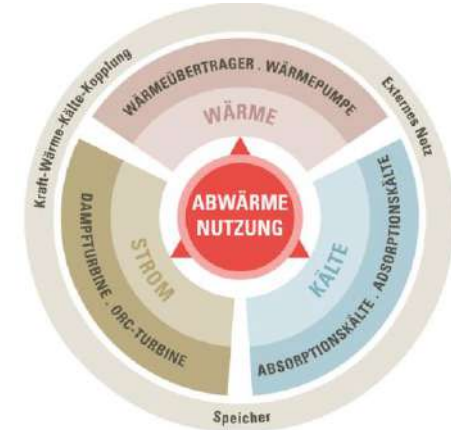 Kraft-Wärme-Kälte-Kopplung
Externes Netz
WÄRMEÜBERTRAGER . WÄRMEPUMPE
WÄRME
ABWÄRME
NUTZUNG
STROM
DAMPFTURBINE . ORC-TURBINE
KÄLTE
ABSORPTIONSKÄLTE . ADSORPTIONSKÄLTE
Speicher